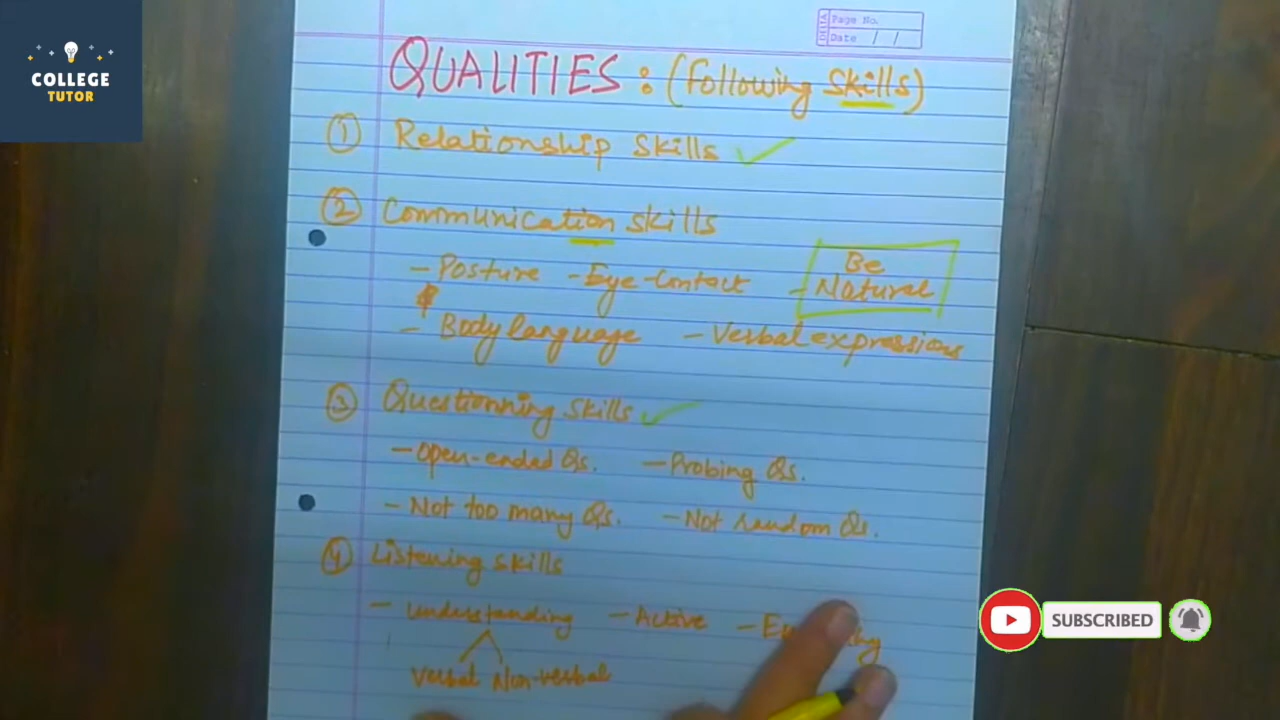 COLLEGE
TUTOR
DELTA
Page No.
Date / /
QUALITIES : (Following Skills)
① Relationship Skills ✓
② Communication Skills
- Posture - Eye-Contact - Be Natural
- Body language - Verbal expressions
③ Questionning Skills ✓
- Open-ended Qs. - Probing Qs.
- Not too many Qs. - Not random Qs.
④ Listening Skills
- Understanding - Active -
Verbal Non-verbal
SUBSCRIBED